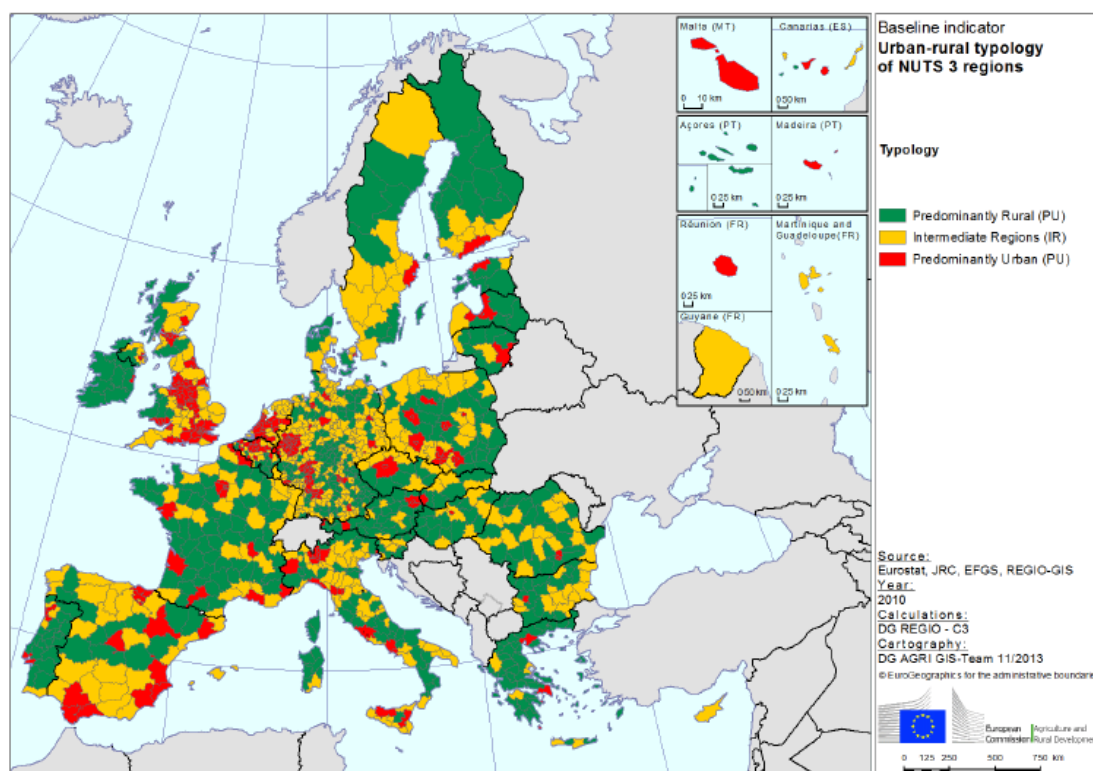 Baseline indicator
Urban-rural typology
of NUTS 3 regions
Typology
Predominantly Rural (PU)
Intermediate Regions (IR)
Predominantly Urban (PU)
Malta (MT)
0 10 km
Canarias (ES)
0 50 km
Açores (PT)
0 25 km
Madeira (PT)
0 25 km
Réunion (FR)
0 25 km
Martinique and
Guadeloupe(FR)
0 25 km
Guyane (FR)
0 50 km
Source:
Eurostat, JRC, EFGS, REGIO-GIS
Year:
2010
Calculations:
DG REGIO - C3
Cartography:
DG AGRI GIS-Team 11/2013
© EuroGeographics for the administrative boundarie
European
Commission
Agriculture and
Rural Developme
0 125 250 500 750 km